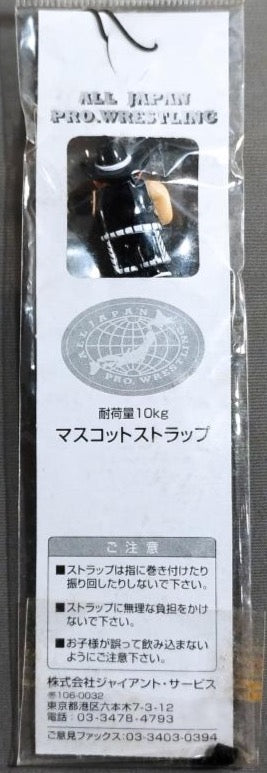 ALL JAPAN
PRO.WRESTLING
ALL JAPAN
PRO. WRESTLING
耐荷重10kg
マスコットストラップ
ご注意
■ストラップは指に巻き付けたり
振り回したりしないで下さい。
■ストラップに無理な負担をかけ
ないで下さい。
■お子様が誤って飲み込まない
ようにご注意下さい。
株式会社ジャイアント・サービス
〶106-0032
東京都港区六本木7-3-12
電話：03-3478-4793
ご意見ファックス：03-3403-0394